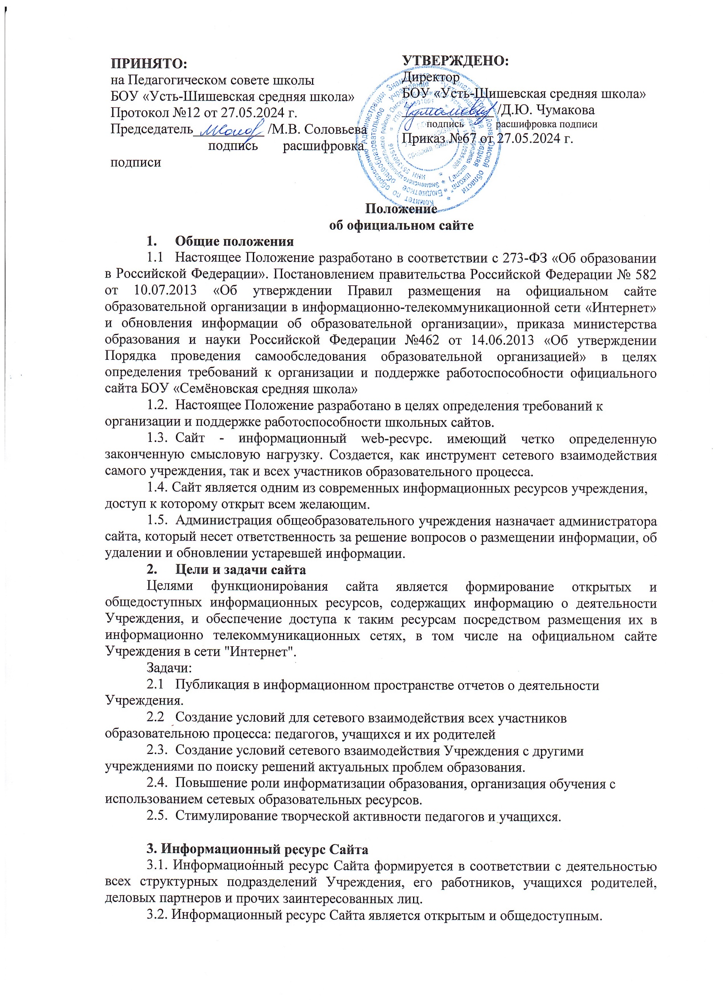 ПРИНЯТО:
на Педагогическом совете школы
БОУ «Усть-Шишевская средняя школа»
Протокол №12 от 27.05.2024 г.
Председатель__________ /М.В. Соловьева
подпись расшифровка
подписи
УТВЕРЖДЕНО:
Директор
БОУ «Усть-Шишевская средняя школа»
_____________/Д.Ю. Чумакова
подпись расшифровка подписи
Приказ №67 от 27.05.2024 г.
Положение
об официальном сайте
1. Общие положения
1.1 Настоящее Положение разработано в соответствии с 273-ФЗ «Об образовании
в Российской Федерации». Постановлением правительства Российской Федерации № 582
от 10.07.2013 «Об утверждении Правил размещения на официальном сайте
образовательной организации в информационно-телекоммуникационной сети «Интернет»
и обновления информации об образовательной организации», приказа министерства
образования и науки Российской Федерации №462 от 14.06.2013 «Об утверждении
Порядка проведения самообследования образовательной организацией» в целях
определения требований к организации и поддержке работоспособности официального
сайта БОУ «Семёновская средняя школа»
1.2. Настоящее Положение разработано в целях определения требований к
организации и поддержке работоспособности школьных сайтов.
1.3. Сайт - информационный web-ресvрс. имеющий четко определенную
законченную смысловую нагрузку. Создается, как инструмент сетевого взаимодействия
самого учреждения, так и всех участников образовательного процесса.
1.4. Сайт является одним из современных информационных ресурсов учреждения,
доступ к которому открыт всем желающим.
1.5. Администрация общеобразовательного учреждения назначает администратора
сайта, который несет ответственность за решение вопросов о размещении информации, об
удалении и обновлении устаревшей информации.
2. Цели и задачи сайта
Целями функционирования сайта является формирование открытых и
общедоступных информационных ресурсов, содержащих информацию о деятельности
Учреждения, и обеспечение доступа к таким ресурсам посредством размещения их в
информационно телекоммуникационных сетях, в том числе на официальном сайте
Учреждения в сети "Интернет".
Задачи:
2.1 Публикация в информационном пространстве отчетов о деятельности
Учреждения.
2.2 Создание условий для сетевого взаимодействия всех участников
образовательною процесса: педагогов, учащихся и их родителей
2.3. Создание условий сетевого взаимодействия Учреждения с другими
учреждениями по поиску решений актуальных проблем образования.
2.4. Повышение роли информатизации образования, организация обучения с
использованием сетевых образовательных ресурсов.
2.5. Стимулирование творческой активности педагогов и учащихся.
3. Информационный ресурс Сайта
3.1. Информационный ресурс Сайта формируется в соответствии с деятельностью
всех структурных подразделений Учреждения, его работников, учащихся родителей,
деловых партнеров и прочих заинтересованных лиц.
3.2. Информационный ресурс Сайта является открытым и общедоступным.